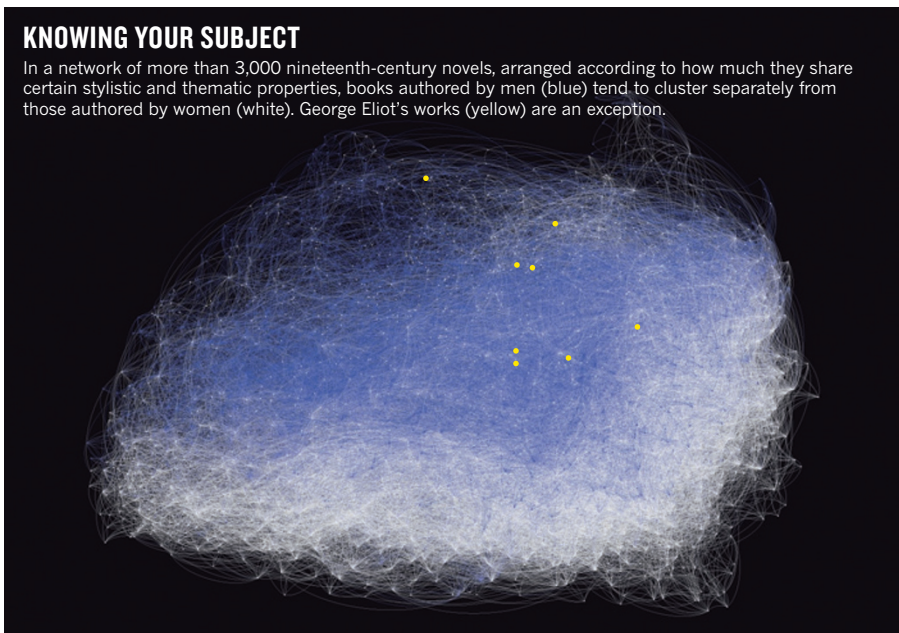 KNOWING YOUR SUBJECT
In a network of more than 3,000 nineteenth-century novels, arranged according to how much they share
certain stylistic and thematic properties, books authored by men (blue) tend to cluster separately from
those authored by women (white). George Eliot’s works (yellow) are an exception.